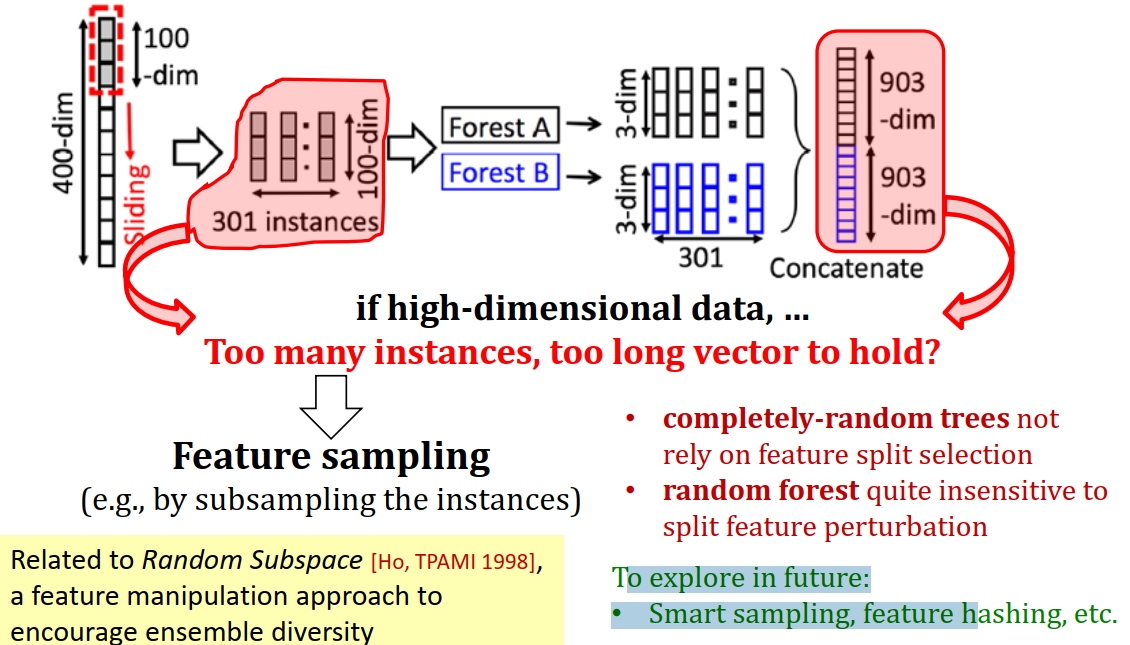 100
-dim
400-dim
Sliding
301 instances
100-dim
Forest A
Forest B
3-dim
3-dim
301
903
-dim
903
-dim
Concatenate
if high-dimensional data, ...
Too many instances, too long vector to hold?
Feature sampling
(e.g., by subsampling the instances)
Related to Random Subspace [Ho, TPAMI 1998],
a feature manipulation approach to
encourage ensemble diversity
• completely-random trees not
rely on feature split selection
• random forest quite insensitive to
split feature perturbation
To explore in future:
• Smart sampling, feature hashing, etc.